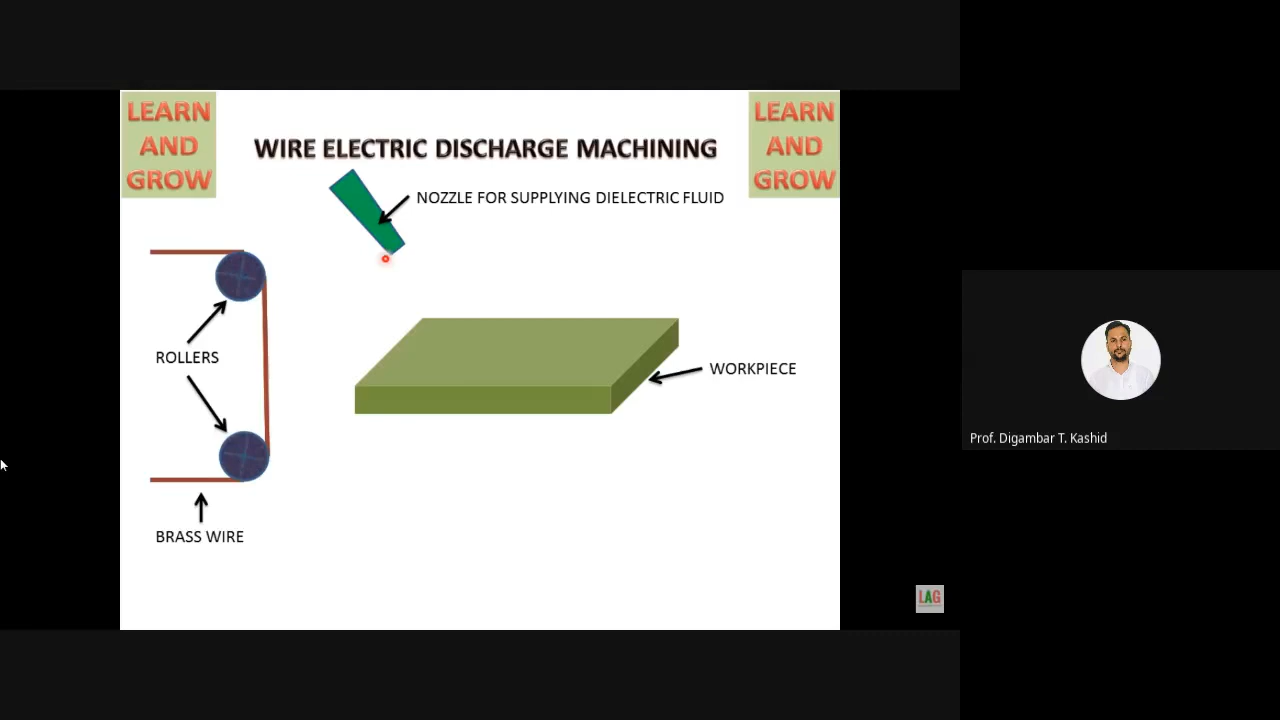 LEARN
AND
GROW
LEARN
AND
GROW
WIRE ELECTRIC DISCHARGE MACHINING
NOZZLE FOR SUPPLYING DIELECTRIC FLUID
ROLLERS
WORKPIECE
BRASS WIRE
Prof. Digambar T. Kashid
LAG